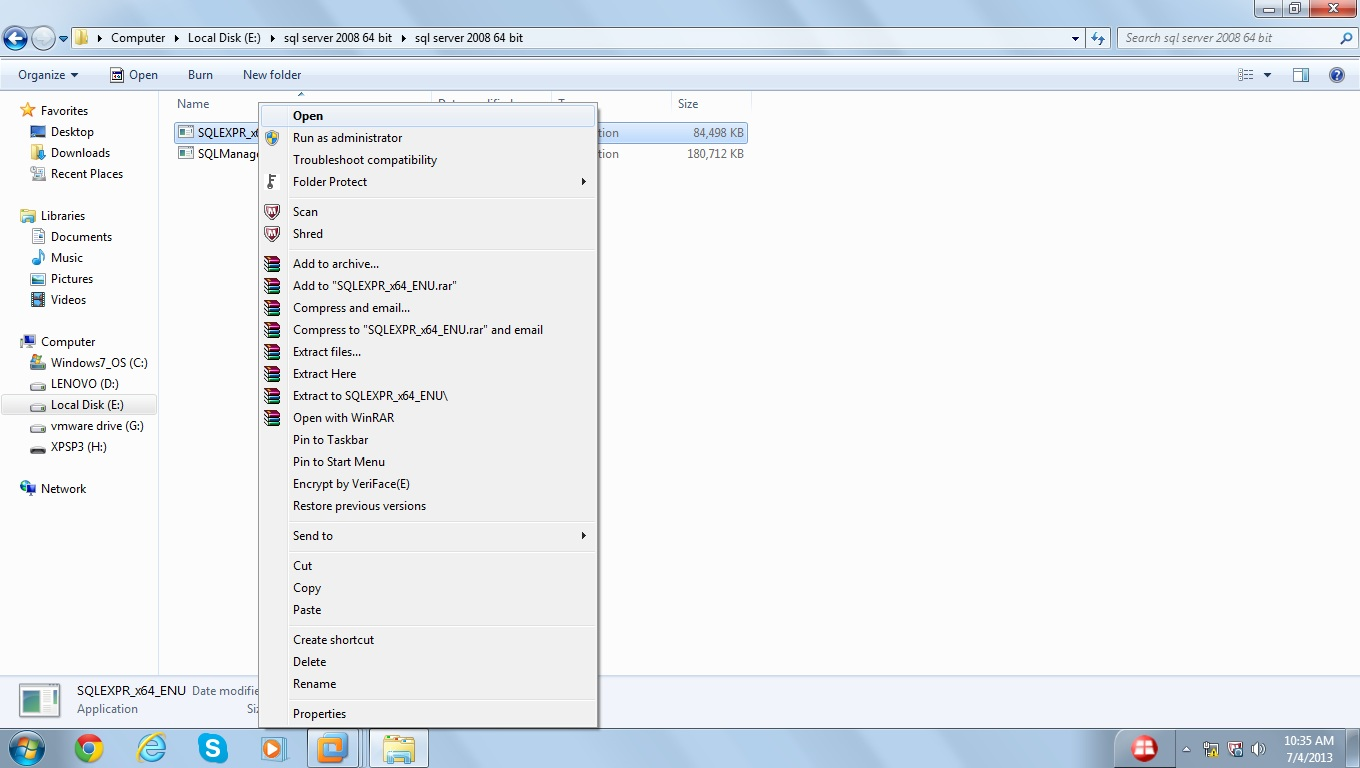 Computer Local Disk (E:) sql server 2008 64 bit sql server 2008 64 bit
Search sql server 2008 64 bit
Organize Open Burn New folder
Name Size
SQLEXPR_x6 tion 84,498 KB
SQLManage tion 180,712 KB
Favorites
Desktop
Downloads
Recent Places
Libraries
Documents
Music
Pictures
Videos
Computer
Windows7_OS (C:)
LENOVO (D:)
Local Disk (E:)
vmware drive (G:)
XPSP3 (H:)
Network
Open
Run as administrator
Troubleshoot compatibility
Folder Protect
Scan
Shred
Add to archive...
Add to "SQLEXPR_x64_ENU.rar"
Compress and email...
Compress to "SQLEXPR_x64_ENU.rar" and email
Extract files...
Extract Here
Extract to SQLEXPR_x64_ENU\
Open with WinRAR
Pin to Taskbar
Pin to Start Menu
Encrypt by VeriFace(E)
Restore previous versions
Send to
Cut
Copy
Paste
Create shortcut
Delete
Rename
Properties
SQLEXPR_x64_ENU Date modifie
Application Siz
10:35 AM
7/4/2013